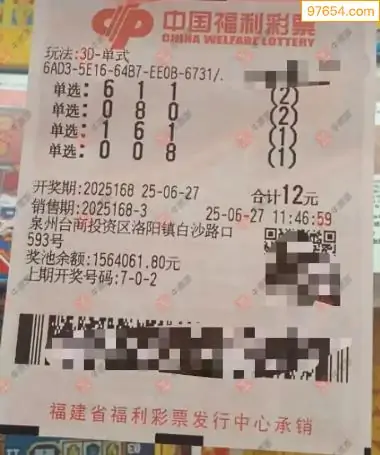 97654.com
中国福利彩票
CHINA WELFARE LOTTERY
玩法:3D-单式
6AD3-5E16-64B7-EE0B-6731/.
单选: 6 1 1 (2)
单选: 0 8 0 (2)
单选: 1 6 1 (1)
单选: 0 0 8 (1)
开奖期:2025168 25-06-27 合计12元
销售期:2025168-3 25-06-27 11:46:59
泉州台商投资区洛阳镇白沙路口
593号
奖池余额:1564061.80元
上期开奖号码:7-0-2
福建省福利彩票发行中心承销